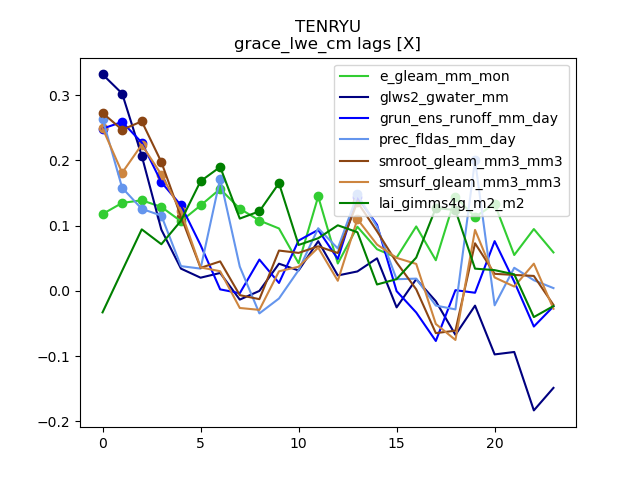 TENRYU
grace_lwe_cm lags [X]
e_gleam_mm_mon
glws2_gwater_mm
grun_ens_runoff_mm_day
prec_fldas_mm_day
smroot_gleam_mm3_mm3
smsurf_gleam_mm3_mm3
lai_gimms4g_m2_m2
0.3
0.2
0.1
0.0
−0.1
−0.2
0
5
10
15
20